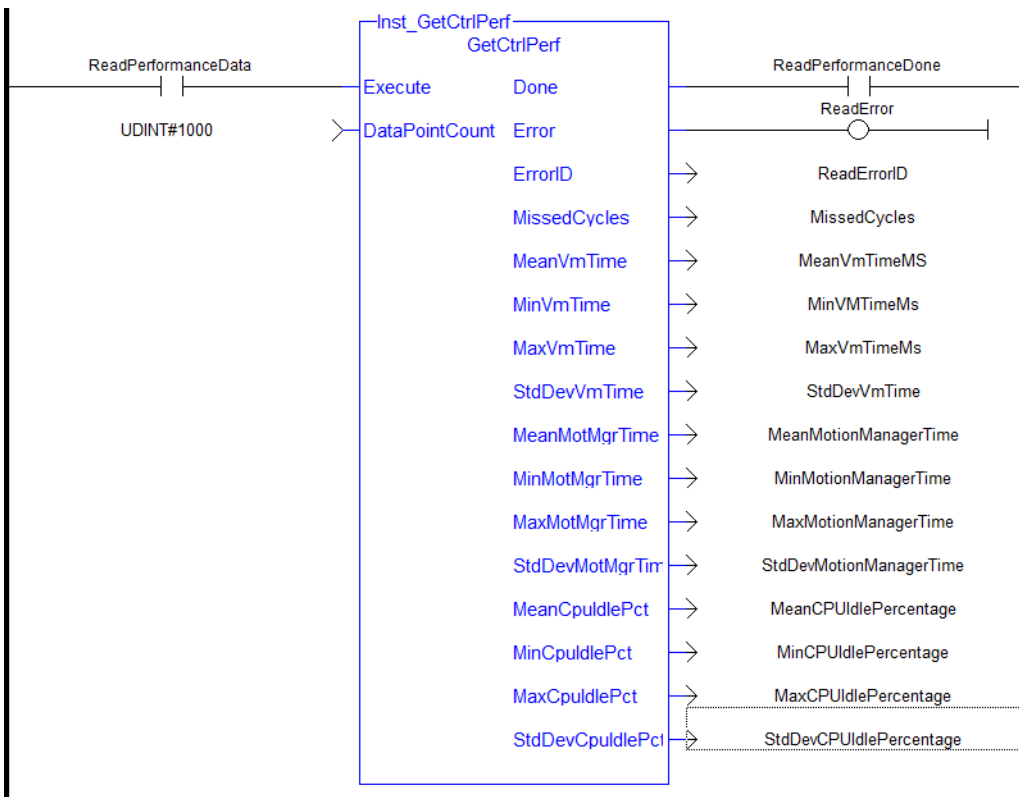 Inst_GetCtrlPerf
GetCtrlPerf
ReadPerformanceData
Execute Done
ReadPerformanceDone
UDINT#1000
DataPointCount Error
ReadError
ErrorID
ReadErrorID
MissedCycles
MissedCycles
MeanVmTime
MeanVmTimeMS
MinVmTime
MinVMTimeMs
MaxVmTime
MaxVmTimeMs
StdDevVmTime
StdDevVmTime
MeanMotMgrTime
MeanMotionManagerTime
MinMotMgrTime
MinMotionManagerTime
MaxMotMgrTime
MaxMotionManagerTime
StdDevMotMgrTim
StdDevMotionManagerTime
MeanCpuIdlePct
MeanCPUIdlePercentage
MinCpuIdlePct
MinCPUIdlePercentage
MaxCpuIdlePct
MaxCPUIdlePercentage
StdDevCpuIdlePct
StdDevCPUIdlePercentage